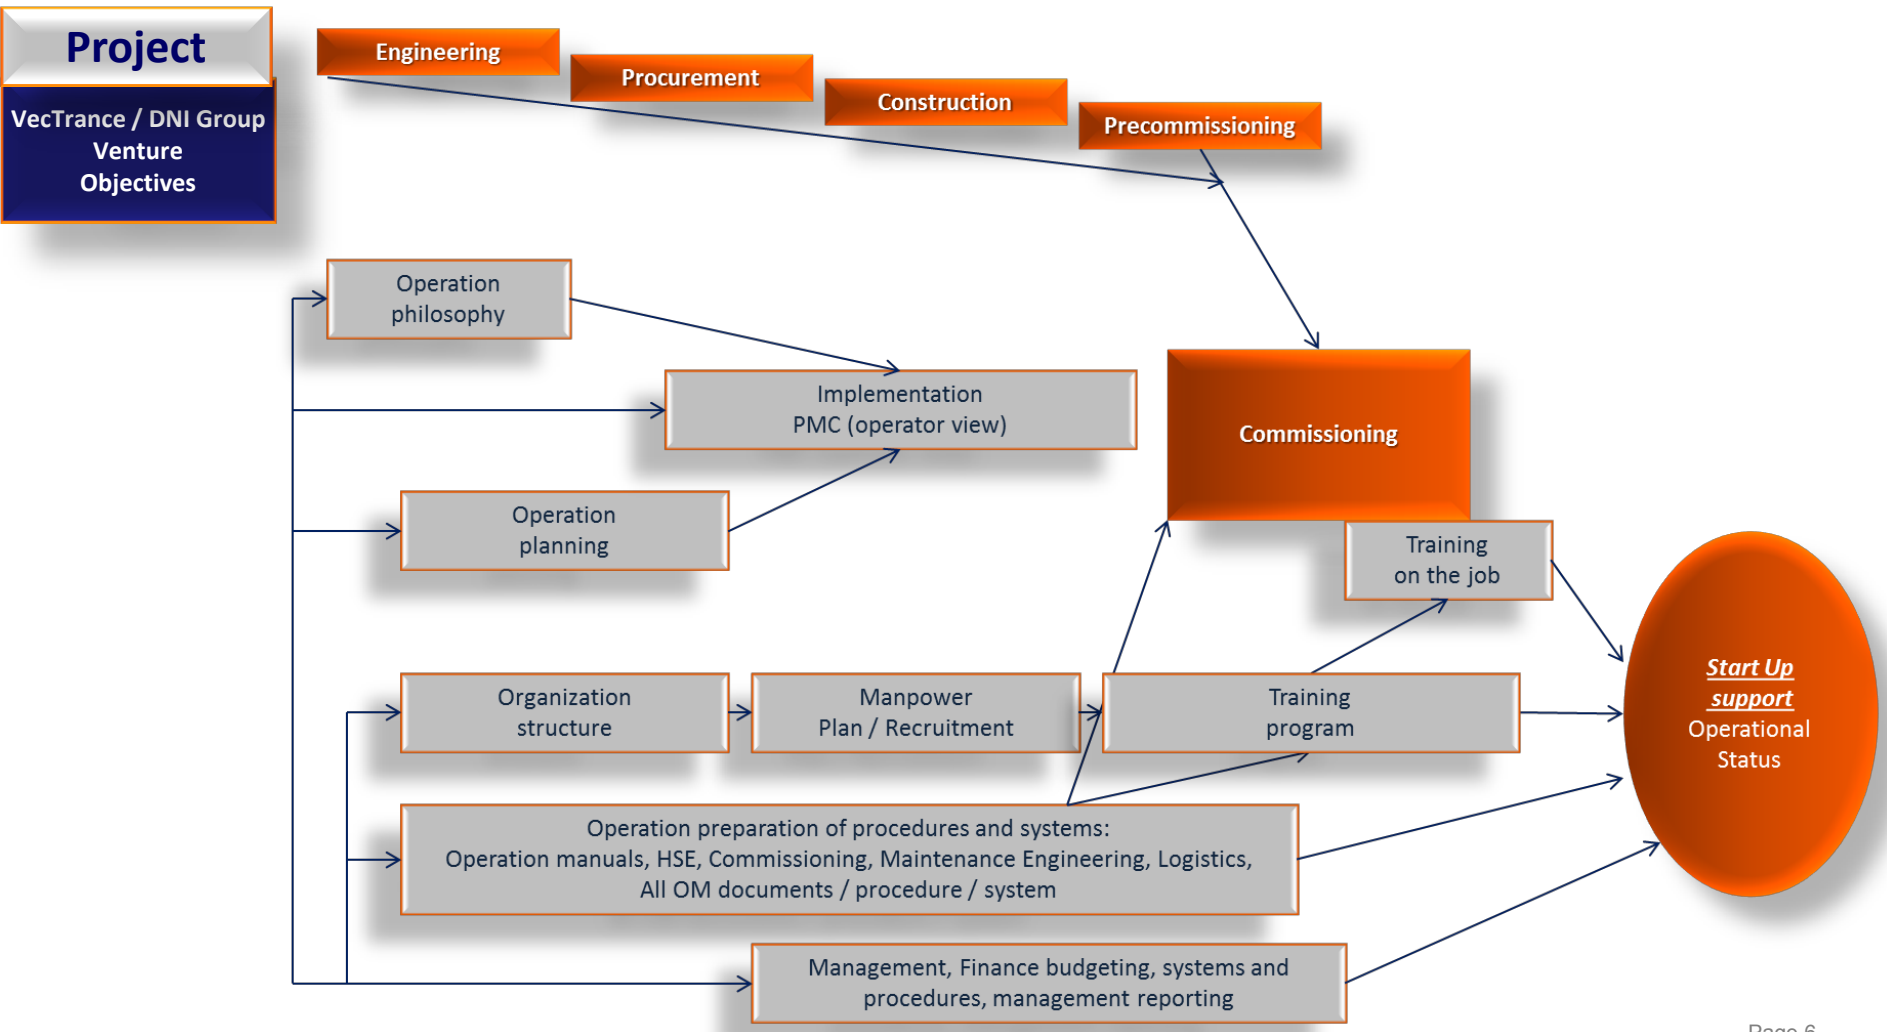 Project
VecTrance / DNI Group
Venture
Objectives
Engineering
Procurement
Construction
Precommissioning
Operation
philosophy
Implementation
PMC (operator view)
Commissioning
Operation
planning
Training
on the job
Organization
structure
Manpower
Plan / Recruitment
Training
program
Start Up
support
Operational
Status
Operation preparation of procedures and systems:
Operation manuals, HSE, Commissioning, Maintenance Engineering, Logistics,
All OM documents / procedure / system
Management, Finance budgeting, systems and
procedures, management reporting
Page 6